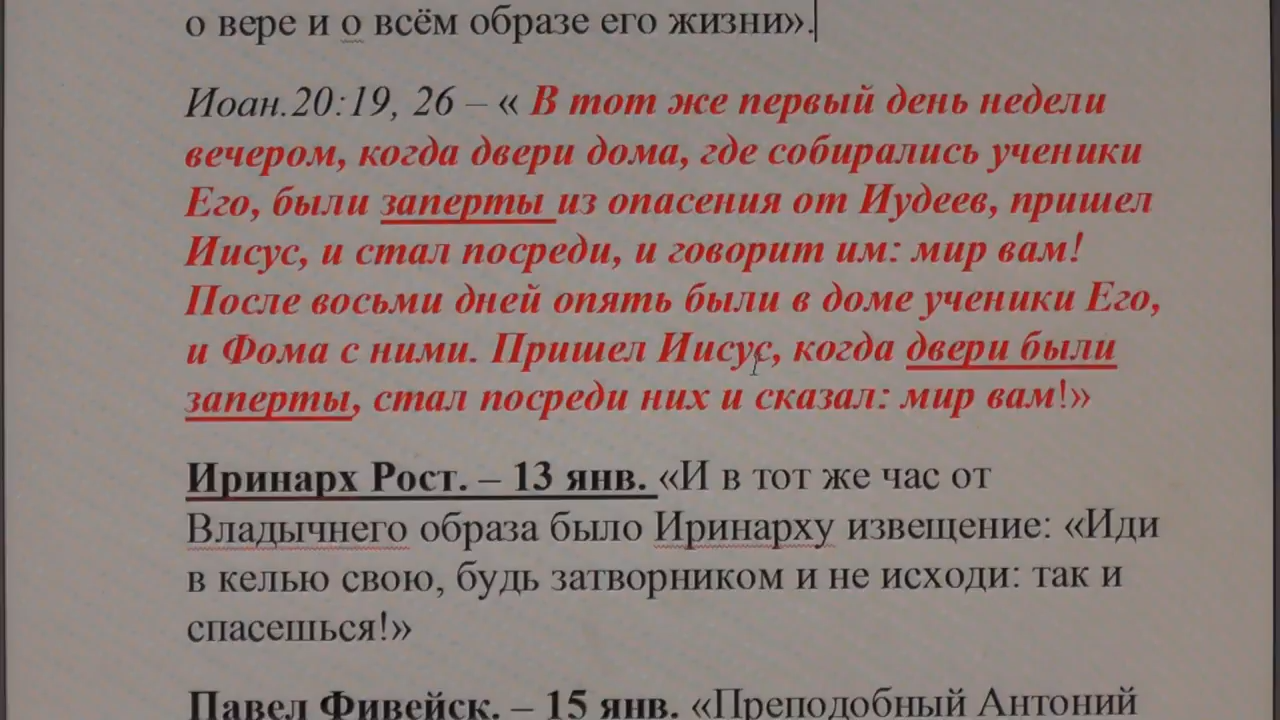 о вере и о всём образе его жизни».
Иоан.20:19, 26 – « В тот же первый день недели
вечером, когда двери дома, где собирались ученики
Его, были заперты из опасения от Иудеев, пришел
Иисус, и стал посреди, и говорит им: мир вам!
После восьми дней опять были в доме ученики Его,
и Фома с ними. Пришел Иисус, когда двери были
заперты, стал посреди них и сказал: мир вам!»
Иринарх Рост. – 13 янв. «И в тот же час от
Владычнего образа было Иринарху извещение: «Иди
в келью свою, будь затворником и не исходи: так и
спасешься!»
Павел Фивейск. – 15 янв. «Преподобный Антоний